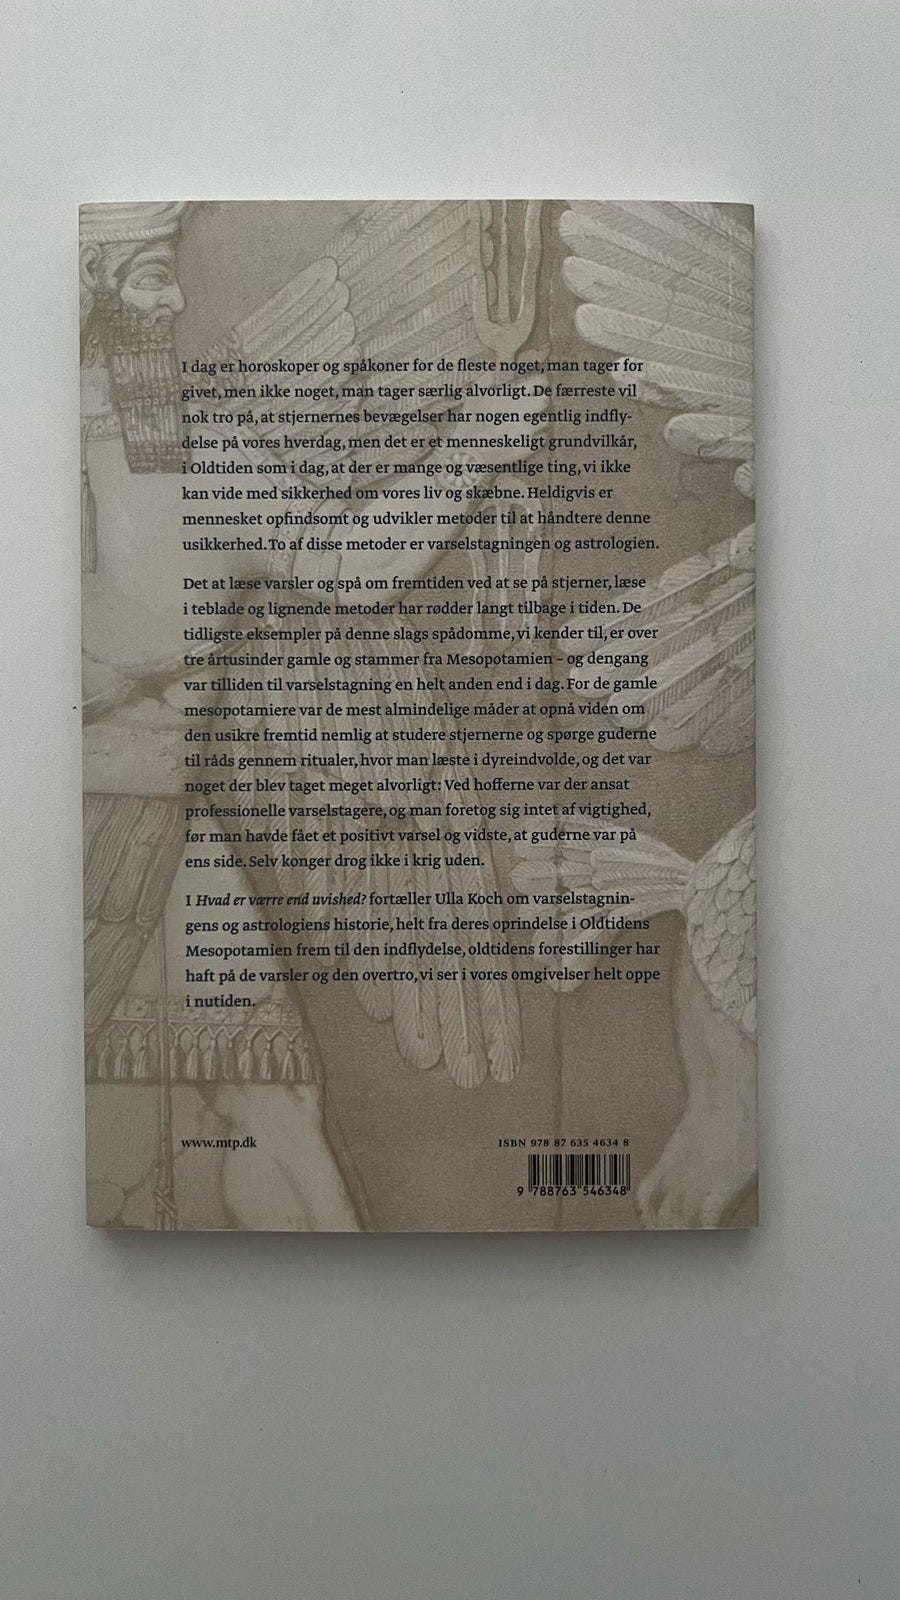 I dag er horoskoper og spåkoner for de fleste noget, man tager for
givet, men ikke noget, man tager særlig alvorligt. De færreste vil
nok tro på, at stjernernes bevægelser har nogen egentlig indfly-
delse på vores hverdag, men det er et menneskeligt grundvilkår,
i Oldtiden som i dag, at der er mange og væsentlige ting, vi ikke
kan vide med sikkerhed om vores liv og skæbne. Heldigvis er
mennesket opfindsomt og udvikler metoder til at håndtere denne
usikkerhed. To af disse metoder er varselstagningen og astrologien.
Det at læse varsler og spå om fremtiden ved at se på stjerner, læse
i teblade og lignende metoder har rødder langt tilbage i tiden. De
tidligste eksempler på denne slags spådomme, vi kender til, er over
tre årtusinder gamle og stammer fra Mesopotamien – og dengang
var tilliden til varselstagning en helt anden end i dag. For de gamle
mesopotamiere var de mest almindelige måder at opnå viden om
den usikre fremtid nemlig at studere stjernerne og spørge guderne
til råds gennem ritualer, hvor man læste i dyreindvolde, og det var
noget der blev taget meget alvorligt: Ved hofferne var der ansat
professionelle varselstagere, og man foretog sig intet af vigtighed,
før man havde fået et positivt varsel og vidste, at guderne var på
ens side. Selv konger drog ikke i krig uden.
I Hvad er værre end uvished? fortæller Ulla Koch om varselstagnin-
gens og astrologiens historie, helt fra deres oprindelse i Oldtidens
Mesopotamien frem til den indflydelse, oldtidens forestillinger har
haft på de varsler og den overtro, vi ser i vores omgivelser helt oppe
i nutiden.
www.mtp.dk
ISBN 978 87 635 4634 8
9 788763 546348